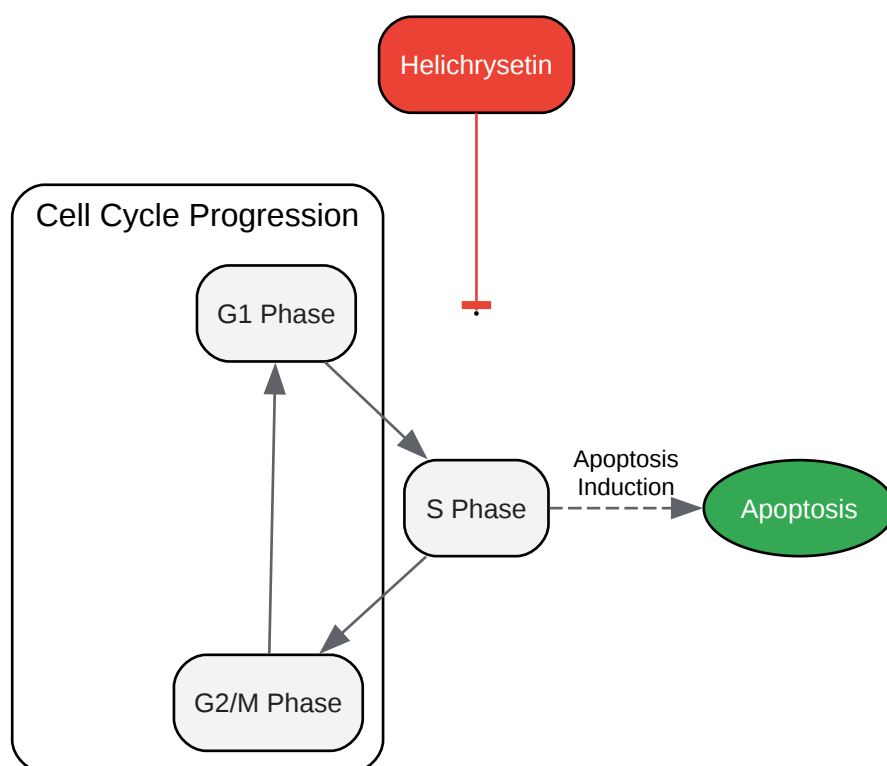 Helichrysetin
Cell Cycle Progression
G1 Phase
Apoptosis
Induction
S Phase
Apoptosis
G2/M Phase